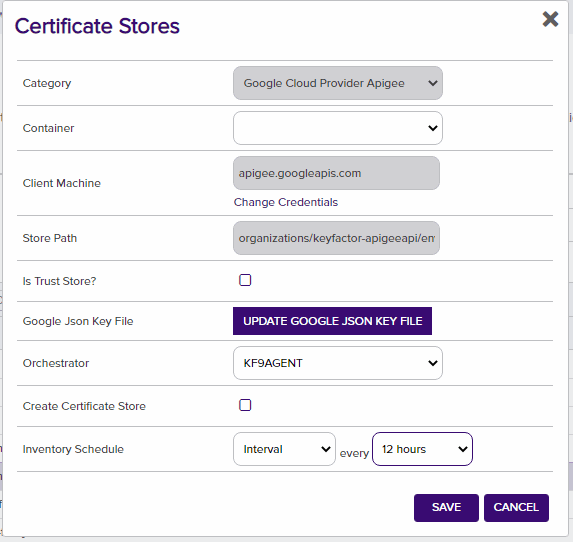 Certificate Stores
Category
Google Cloud Provider Apigee
Container
Client Machine
apigee.googleapis.com
Change Credentials
Store Path
organizations/keyfactor-apigeeapi/en
Is Trust Store?
Google Json Key File
UPDATE GOOGLE JSON KEY FILE
Orchestrator
KF9AGENT
Create Certificate Store
Inventory Schedule
Interval
every
12 hours
SAVE
CANCEL